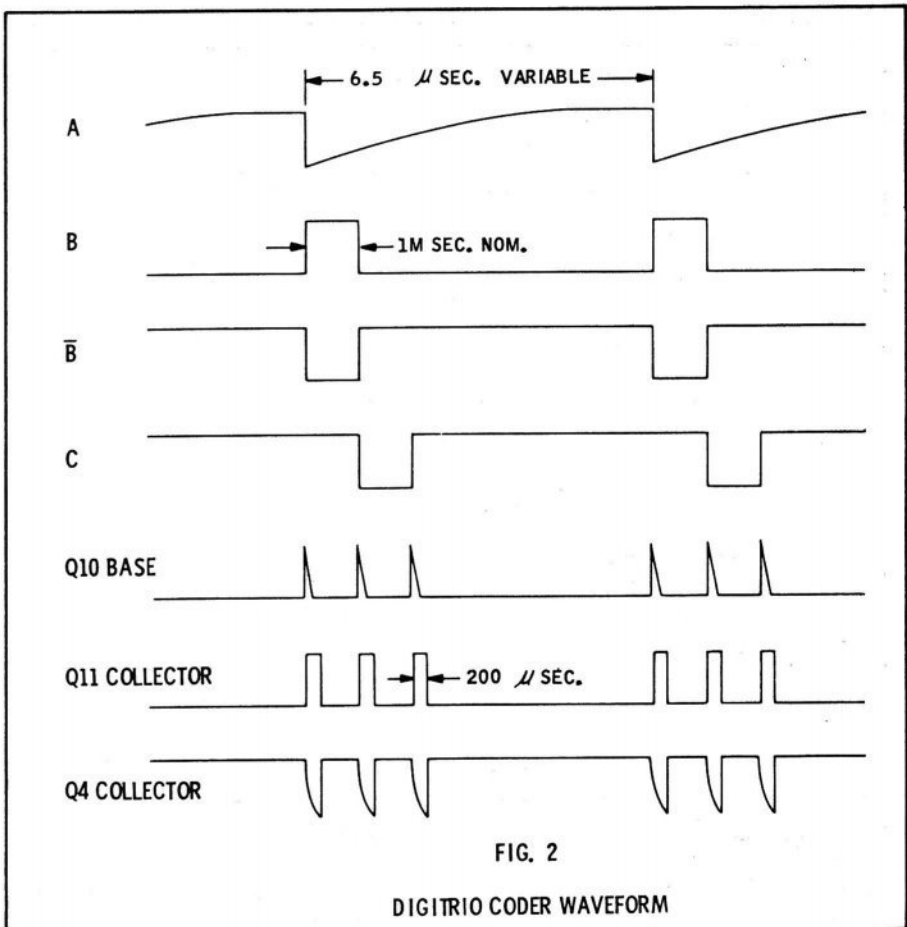 6.5 μ SEC. VARIABLE
A
B
1M SEC. NOM.
B̅
C
Q10 BASE
Q11 COLLECTOR
200 μ SEC.
Q4 COLLECTOR
FIG. 2
DIGITRIO CODER WAVEFORM